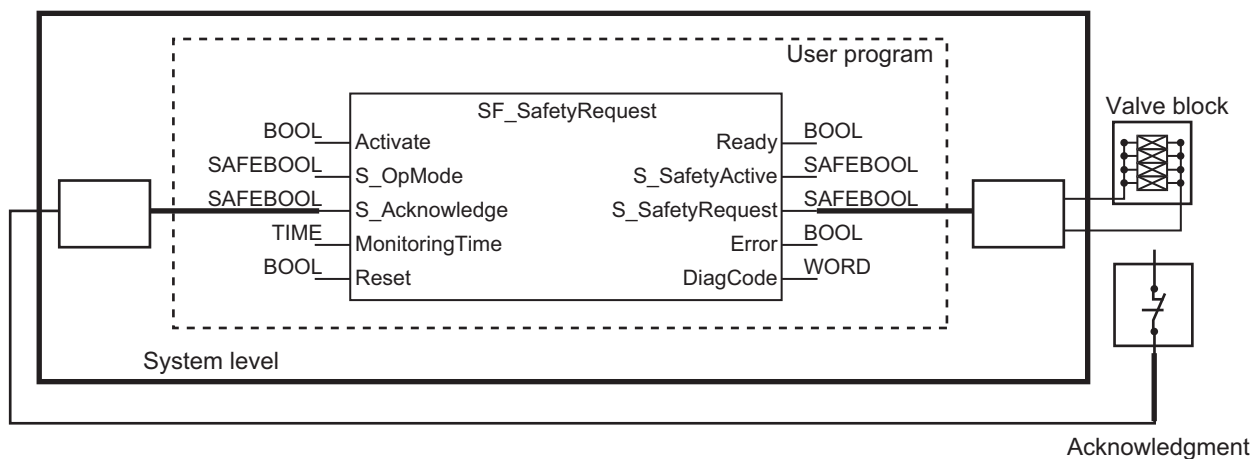 User program
SF_SafetyRequest
Valve block
BOOL Activate Ready BOOL
SAFEBOOL S_OpMode S_SafetyActive SAFEBOOL
SAFEBOOL S_Acknowledge S_SafetyRequest SAFEBOOL
TIME MonitoringTime Error BOOL
BOOL Reset DiagCode WORD
System level
Acknowledgment